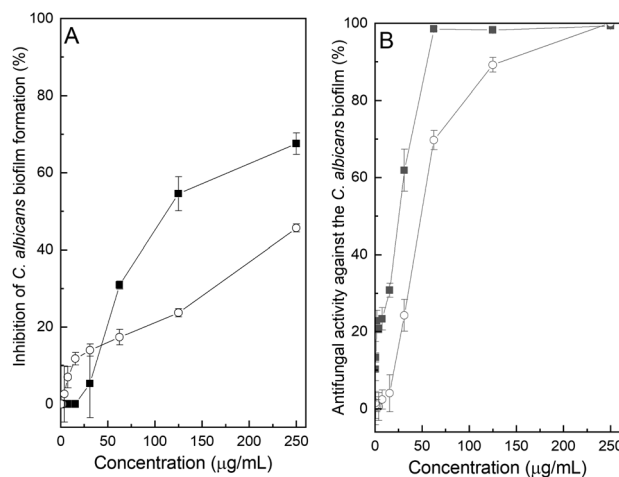 A
Inhibition of C. albicans biofilm formation (%)
100
80
60
40
20
0
0 50 100 150 200 250
Concentration (μg/mL)
B
Antifungal activity against the C. albicans biofilm (%)
100
80
60
40
20
0
0 50 100 150 200 250
Concentration (μg/mL)